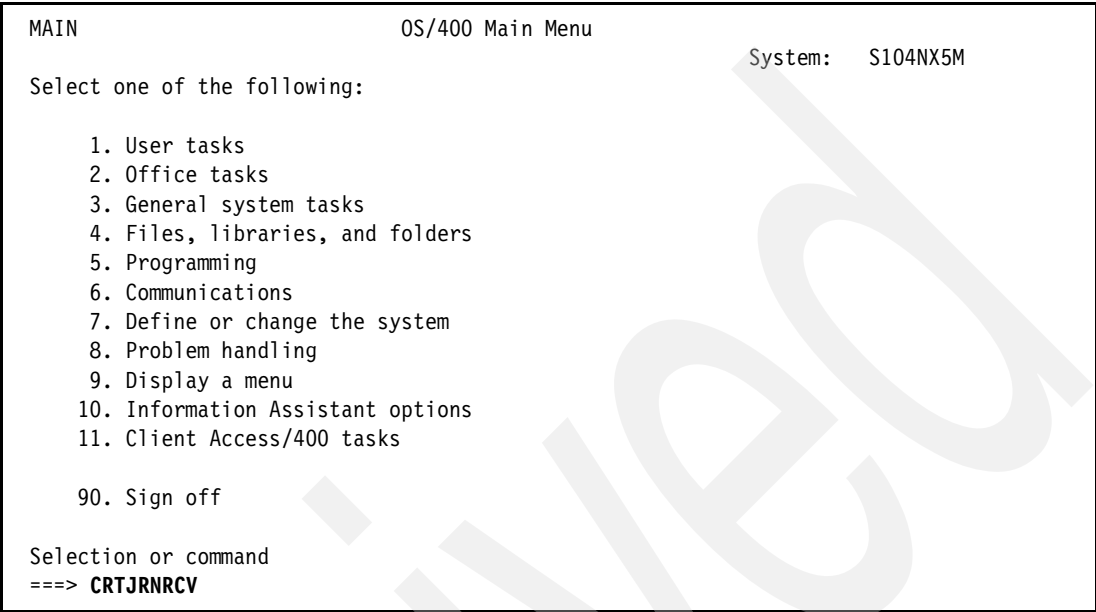 MAIN OS/400 Main Menu
System: S104NX5M
Select one of the following:
1. User tasks
2. Office tasks
3. General system tasks
4. Files, libraries, and folders
5. Programming
6. Communications
7. Define or change the system
8. Problem handling
9. Display a menu
10. Information Assistant options
11. Client Access/400 tasks
90. Sign off
Selection or command
===> CRTJRNRCV